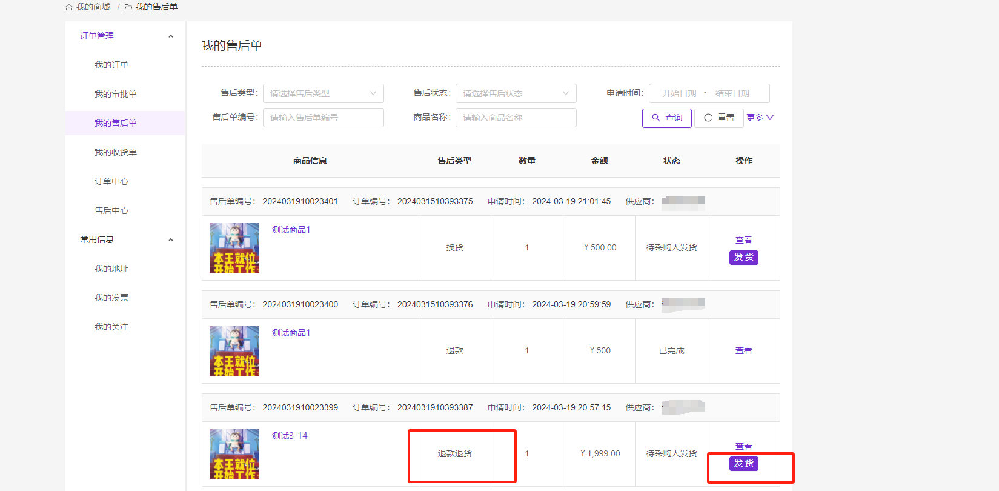 我的商城 / 我的售后单
订单管理
我的订单
我的审批单
我的售后单
我的收货单
订单中心
售后中心
常用信息
我的地址
我的发票
我的关注
我的售后单
售后类型: 请选择售后类型 售后状态: 请选择售后状态 申请时间: 开始日期 ~ 结束日期
售后单编号: 请输入售后单编号 商品名称: 请输入商品名称 查询 重置 更多
商品信息 售后类型 数量 金额 状态 操作
售后单编号: 2024031910023401 订单编号: 2024031510393375 申请时间: 2024-03-19 21:01:45 供应商:
测试商品1
本王就位
开始工作
换货 1 ¥500.00 待采购人发货
查看
发 货
售后单编号: 2024031910023400 订单编号: 2024031510393376 申请时间: 2024-03-19 20:59:59 供应商:
测试商品1
本王就位
开始工作
退款 1 ¥500 已完成 查看
售后单编号: 2024031910023399 订单编号: 2024031910393387 申请时间: 2024-03-19 20:57:15 供应商:
测试3-14
本王就位
开始工作
退款退货 1 ¥1,999.00 待采购人发货
查看
发 货